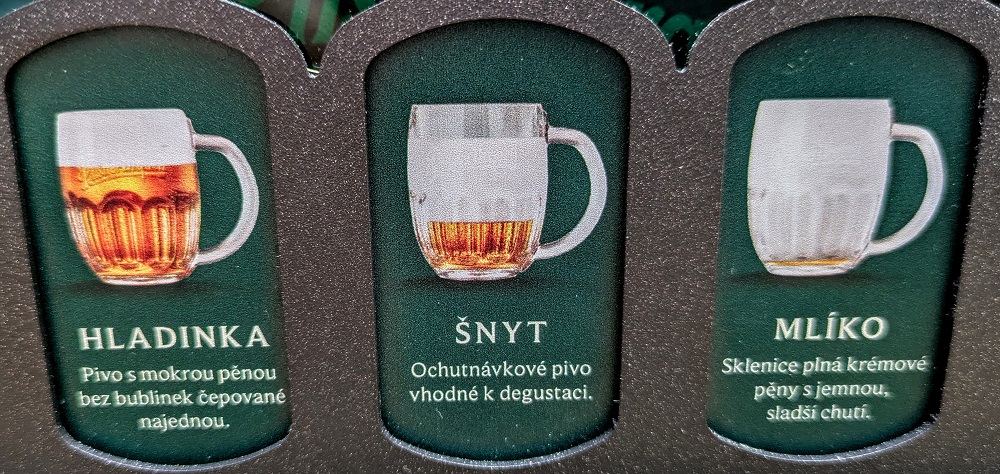 HLADINKA
Pivo s mokrou pěnou
bez bublinek čepované
najednou.
ŠNYT
Ochutnávkové pivo
vhodné k degustaci.
MLÍKO
Sklenice plná krémové
pěny s jemnou,
sladší chutí.